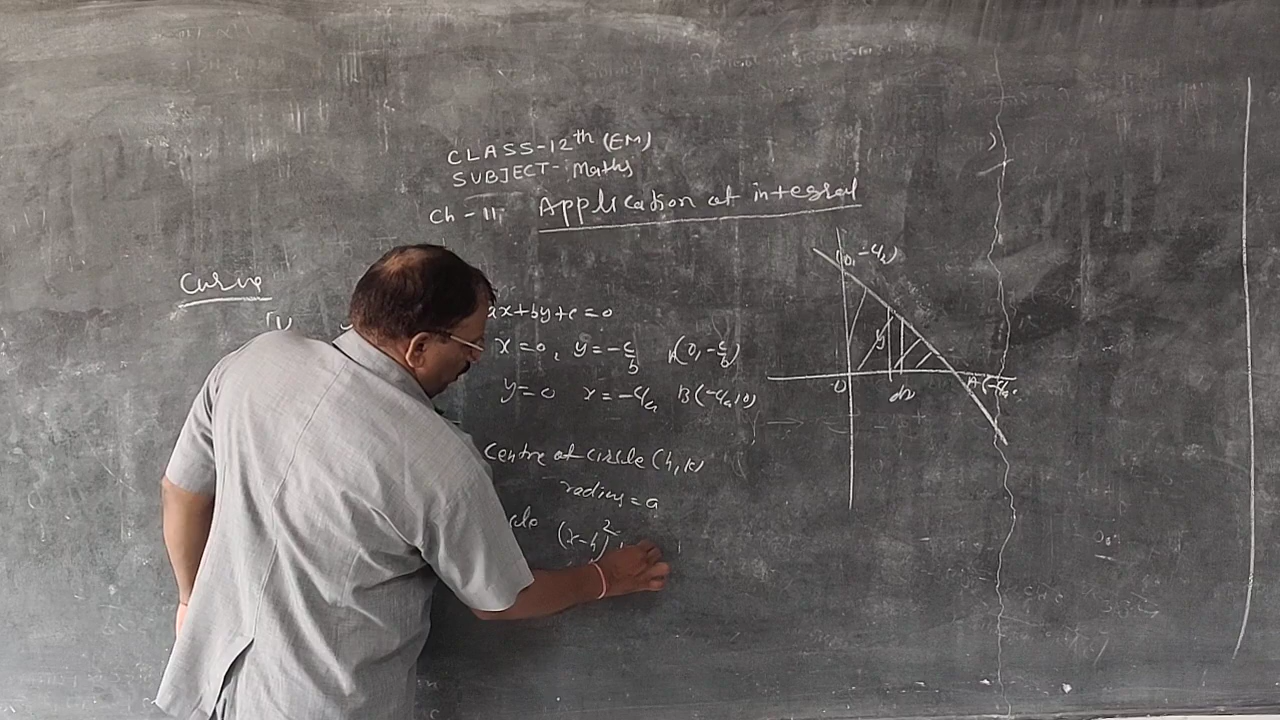 CLASS-12th (EM)
SUBJECT- Maths
Ch - 11. Application of integral
Curve
ax+by+c=0
x=0, y=-c/b A(0, -c/b)
y=0 x=-c/a B(-c/a, 0)
Centre of circle (h, k)
radius = a
(x-h)²
(0, -c/b)
y
O
dx
A(-c/a,